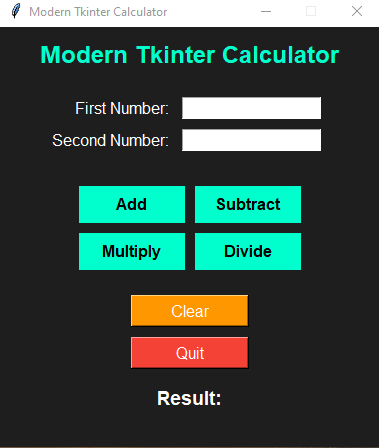 Modern Tkinter Calculator
Modern Tkinter Calculator
First Number:
Second Number:
Add Subtract
Multiply Divide
Clear
Quit
Result: